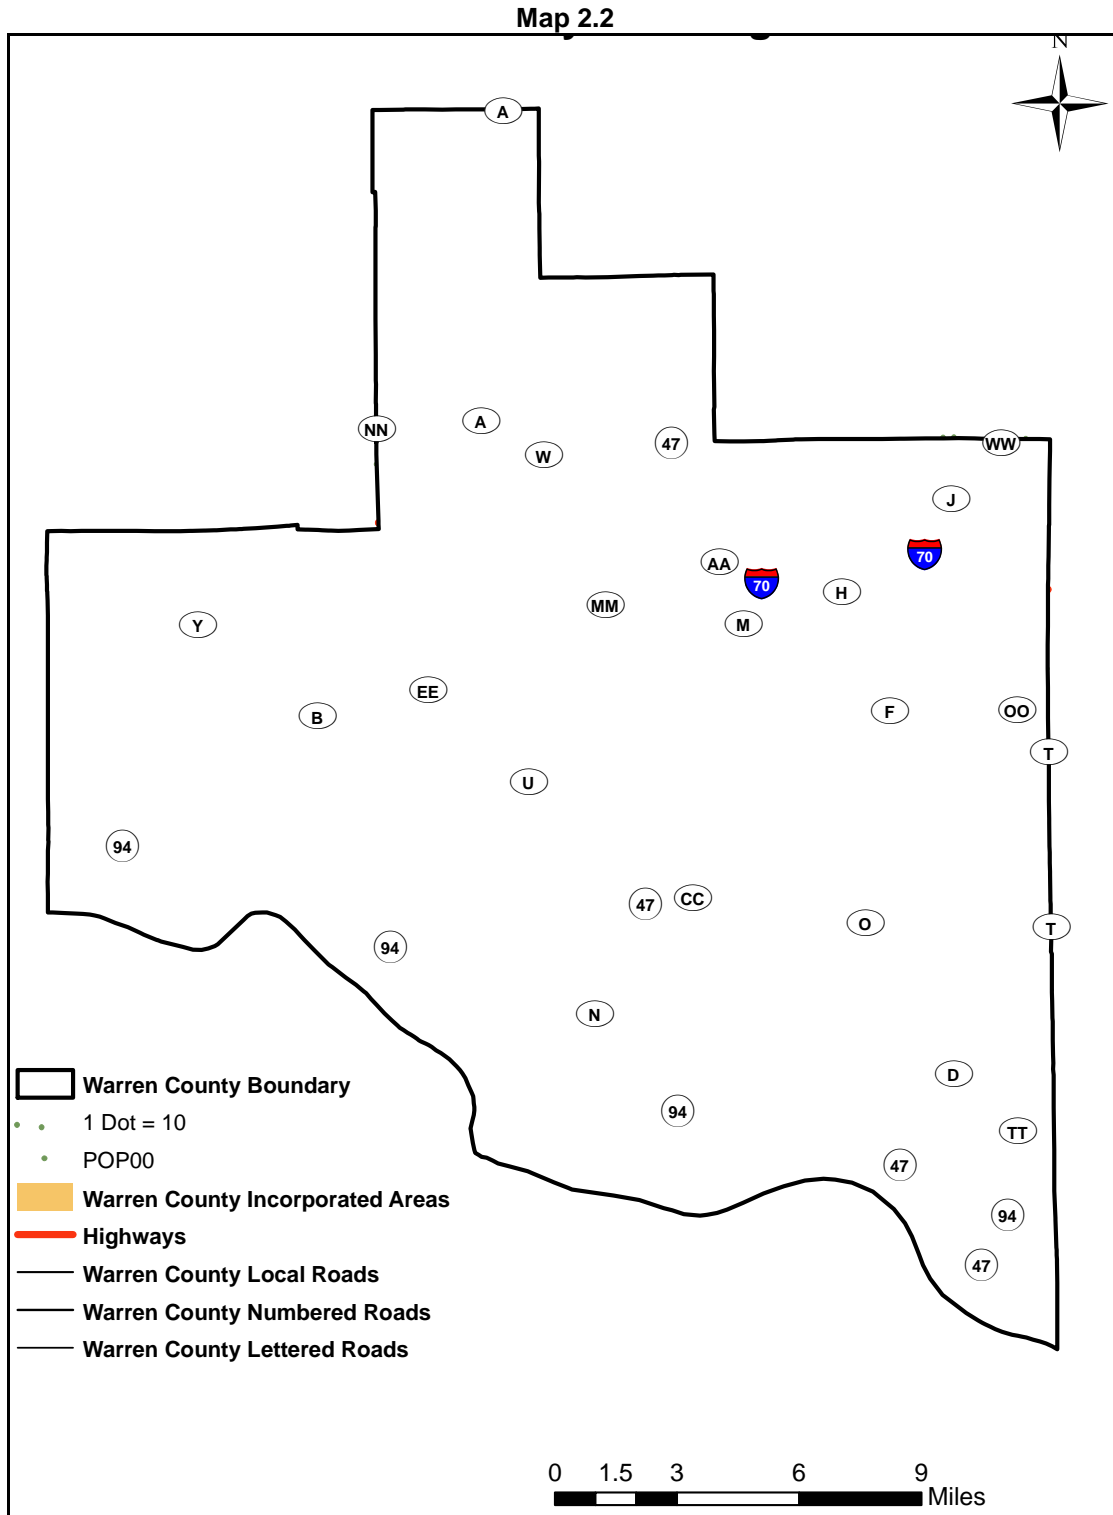 Map 2.2
N
A
NN
A
W
47
WW
J
70
AA
70
H
MM
M
Y
EE
B
F
OO
T
U
94
47
CC
O
T
94
N
D
94
TT
47
94
47
Warren County Boundary
1 Dot = 10
POP00
Warren County Incorporated Areas
Highways
Warren County Local Roads
Warren County Numbered Roads
Warren County Lettered Roads
0 1.5 3 6 9
Miles